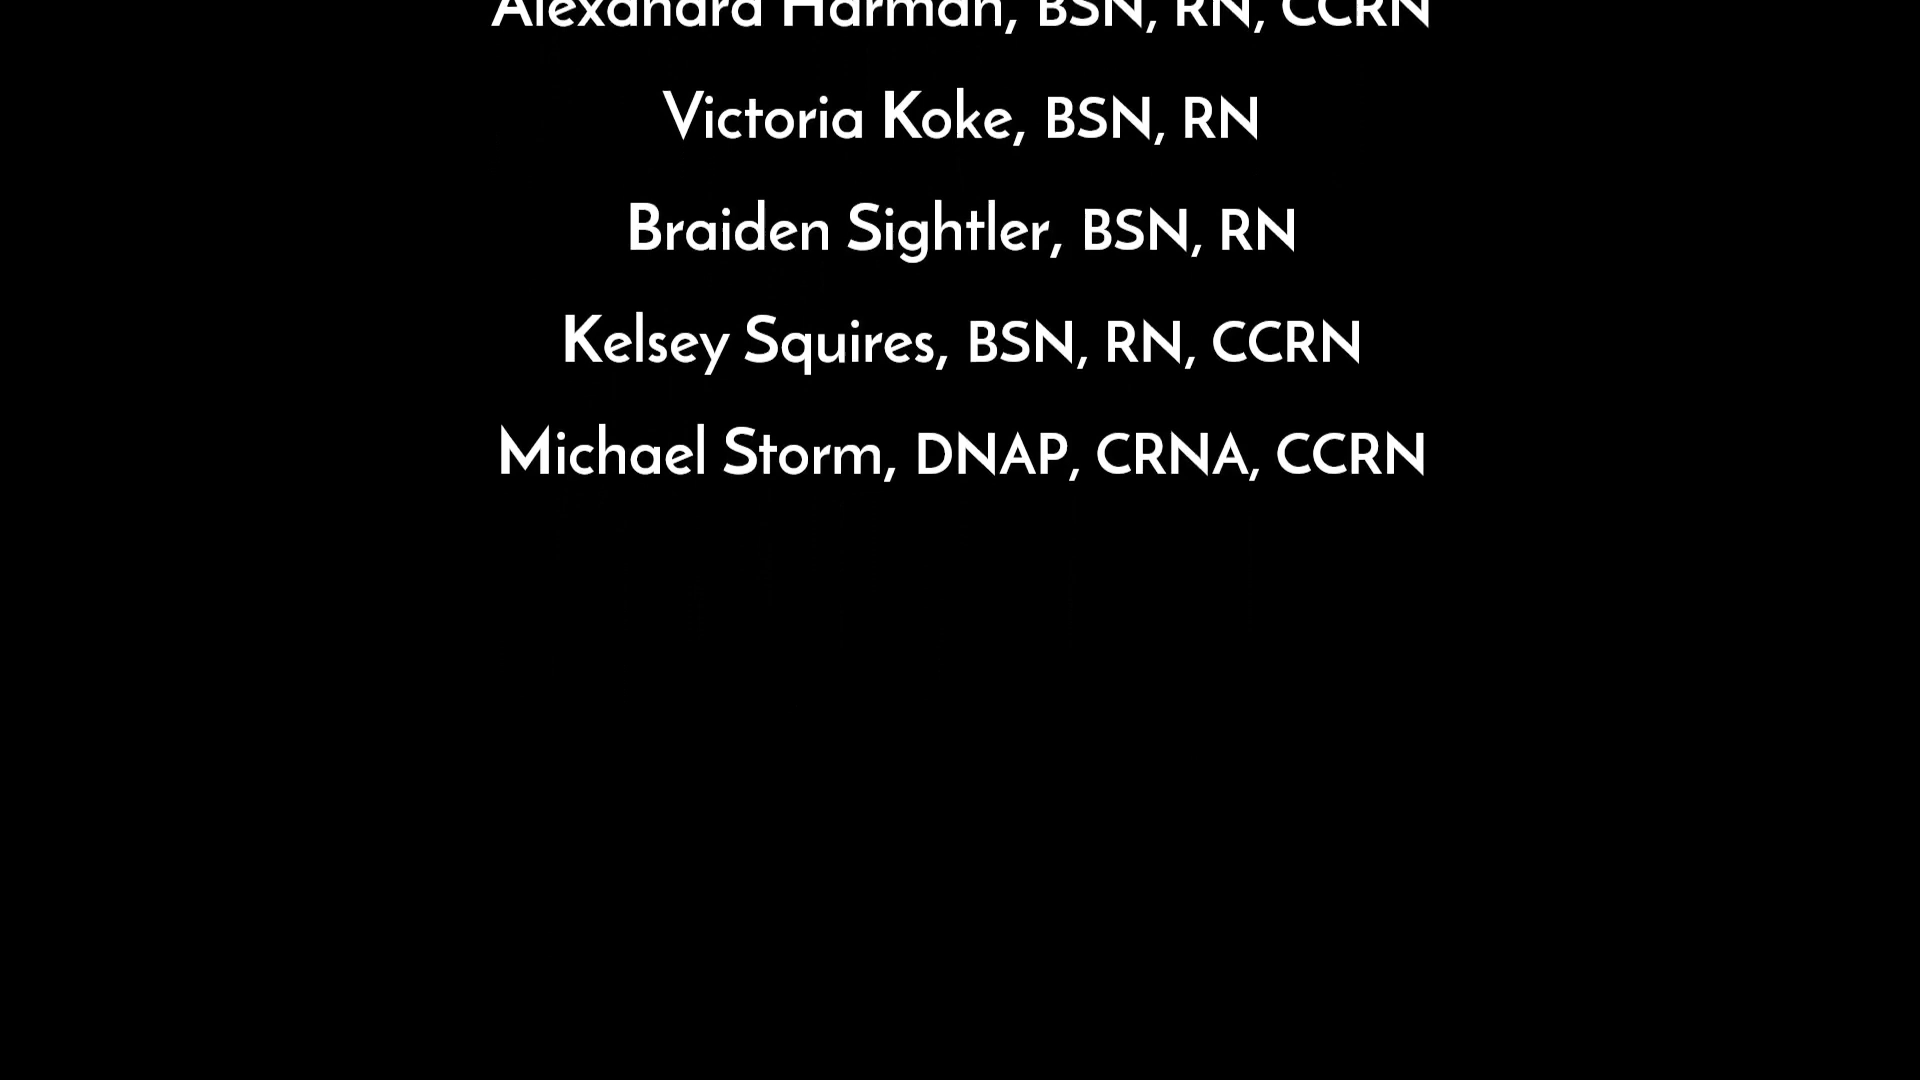 Alexandra Harman, BSN, RN, CCRN
Victoria Koke, BSN, RN
Braiden Sightler, BSN, RN
Kelsey Squires, BSN, RN, CCRN
Michael Storm, DNAP, CRNA, CCRN